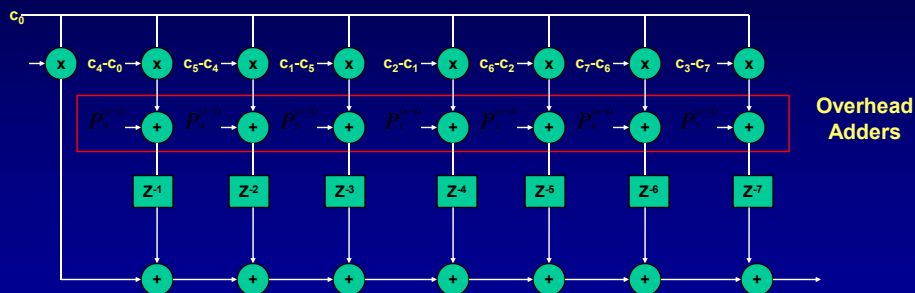 c0
x c4-c0 x c5-c4 x c1-c5 x c2-c1 x c6-c2 x c7-c6 x c3-c7 x
Overhead
Adders
P + P + P + P + P + P + P +
Z-1 Z-2 Z-3 Z-4 Z-5 Z-6 Z-7
+ + + + + + +